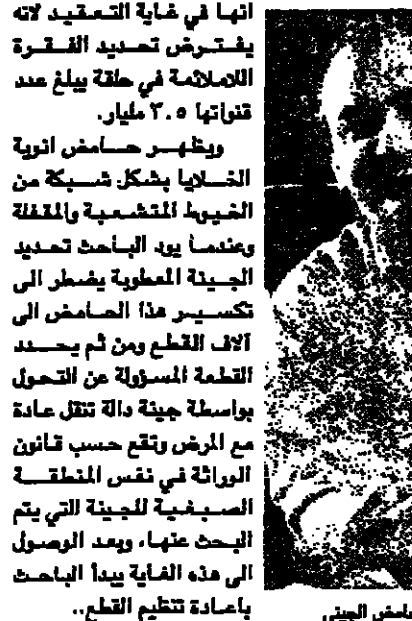 انها في غاية التعقيد لانه
يفترض تحديد الفقرة
اللاملائمة في حلقة يبلغ عدد
قنواتها ٣.٥ مليار.
ويظهر حامض انوية
الخلايا بشكل شبكة من
الخيوط المتشعبة والمقفلة
وعندما يود الباحث تحديد
الجينة المعطوبة يضطر الى
تكسير هذا الحامض الى
آلاف القطع ومن ثم يحدد
القطعة المسؤولة عن التحول
بواسطة جينة دالة تنقل عادة
مع المرض وتقع حسب قانون
الوراثة في نفس المنطقة
الصبغية للجينة التي يتم
البحث عنها. وبعد الوصول
الى هذه الغاية يبدأ الباحث
باعادة تنظيم القطع..
الجيني